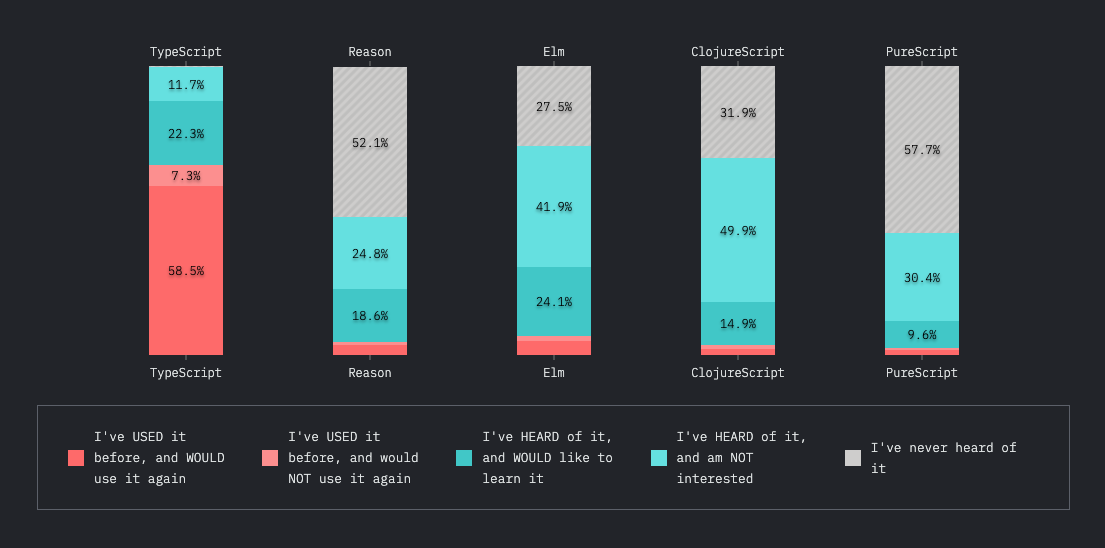 TypeScript Reason Elm ClojureScript PureScript
11.7% 52.1% 27.5% 31.9% 57.7%
22.3% 24.8% 41.9% 49.9% 30.4%
7.3% 18.6% 24.1% 14.9% 9.6%
58.5%
TypeScript Reason Elm ClojureScript PureScript
I've USED it
before, and WOULD
use it again
I've USED it
before, and would
NOT use it again
I've HEARD of it,
and WOULD like to
learn it
I've HEARD of it,
and am NOT
interested
I've never heard of
it